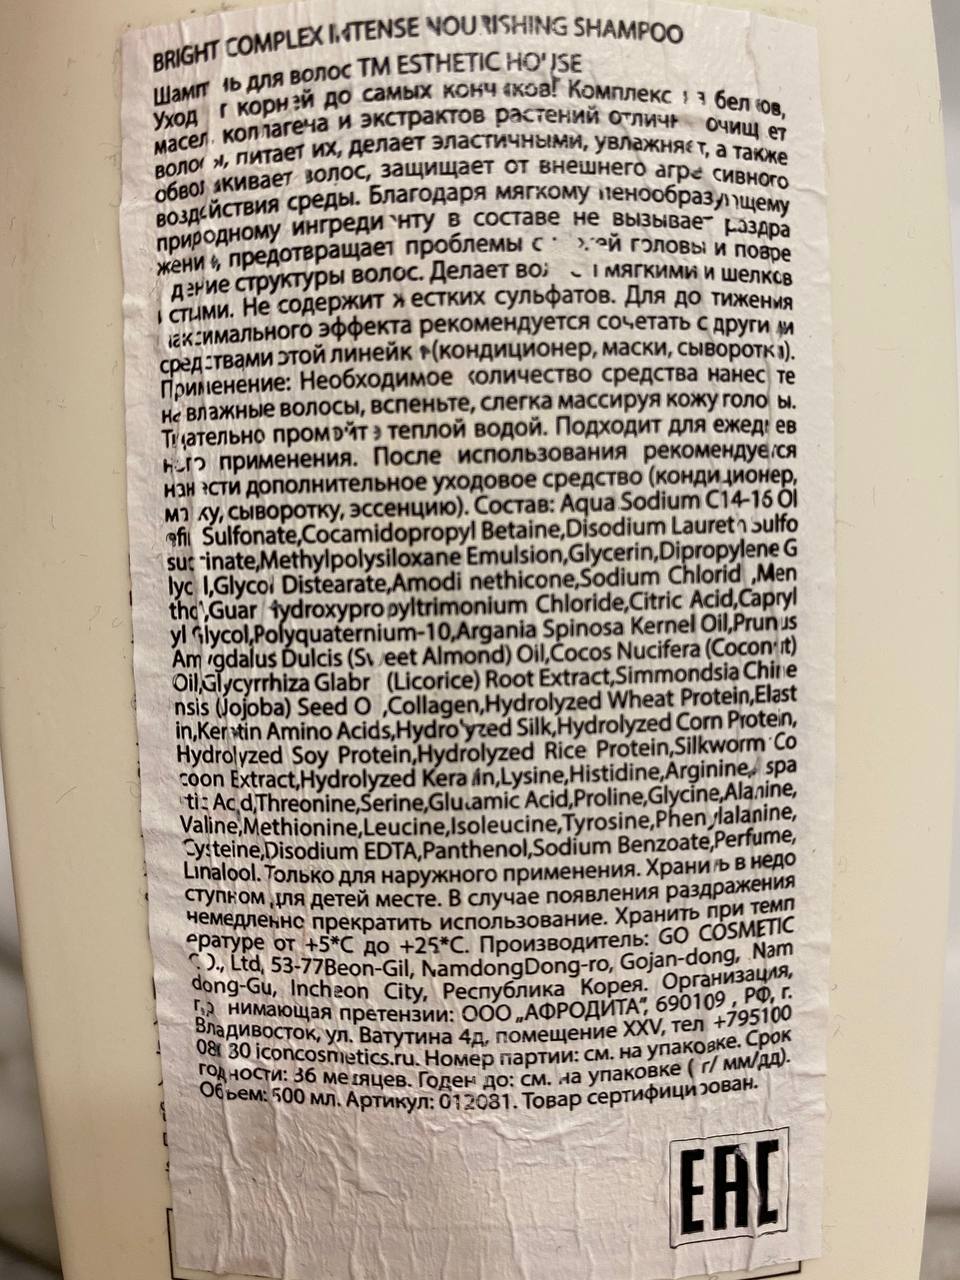 BRIGHT COMPLEX INTENSE NOURISHING SHAMPOO
Шампунь для волос TM ESTHETIC HOUSE
Уход от корней до самых кончиков! Комплекс из белков,
масел, коллагена и экстрактов растений отлично очищает
волосы, питает их, делает эластичными, увлажняет, а также
обволакивает волос, защищает от внешнего агрессивного
воздействия среды. Благодаря мягкому пенообразующему
природному ингредиенту в составе не вызывает раздра
жения, предотвращает проблемы с кожей головы и повре
дение структуры волос. Делает волосы мягкими и шелков
стыми. Не содержит жестких сульфатов. Для достижения
максимального эффекта рекомендуется сочетать с другими
средствами этой линейки (кондиционер, маски, сыворотки).
Применение: Необходимое количество средства нанесите
на влажные волосы, вспеньте, слегка массируя кожу головы.
Тщательно промойте теплой водой. Подходит для ежеднев
ного применения. После использования рекомендуется
нанести дополнительное уходовое средство (кондиционер,
маску, сыворотку, эссенцию). Состав: Aqua Sodium C14-16 Ol
efin Sulfonate,Cocamidopropyl Betaine,Disodium Laureth Sulfo
succinate,Methylpolysiloxane Emulsion,Glycerin,Dipropylene G
lycol,Glycol Distearate,Amodimethicone,Sodium Chloride,Men
thol,Guar Hydroxypropyltrimonium Chloride,Citric Acid,Capryl
yl Glycol,Polyquaternium-10,Argania Spinosa Kernel Oil,Prunus
Amygdalus Dulcis (Sweet Almond) Oil,Cocos Nucifera (Coconut)
Oil,Glycyrrhiza Glabra (Licorice) Root Extract,Simmondsia Chine
nsis (Jojoba) Seed Oil,Collagen,Hydrolyzed Wheat Protein,Elast
in,Keratin Amino Acids,Hydrolyzed Silk,Hydrolyzed Corn Protein,
Hydrolyzed Soy Protein,Hydrolyzed Rice Protein,Silkworm Co
coon Extract,Hydrolyzed Keratin,Lysine,Histidine,Arginine,Aspa
rtic Acid,Threonine,Serine,Glutamic Acid,Proline,Glycine,Alanine,
Valine,Methionine,Leucine,Isoleucine,Tyrosine,Phenylalanine,
Cysteine,Disodium EDTA,Panthenol,Sodium Benzoate,Perfume,
Linalool. Только для наружного применения. Хранить в недо
ступном для детей месте. В случае появления раздражения
немедленно прекратить использование. Хранить при темп
ературе от +5*C до +25*C. Производитель: GO COSMETIC
CO., Ltd, 53-77Beon-Gil, NamdongDong-ro, Gojan-dong, Nam
dong-Gu, Incheon City, Республика Корея. Организация,
принимающая претензии: ООО „АФРОДИТА", 690109 , РФ, г.
Владивосток, ул. Ватутина 4д, помещение XXV, тел +795100
30 iconcosmetics.ru. Номер партии: см. на упаковке. Срок
годности: 36 месяцев. Годен до: см. на упаковке ( г/ мм/дд).
Объем: 500 мл. Артикул: 012081. Товар сертифицирован.
EAC